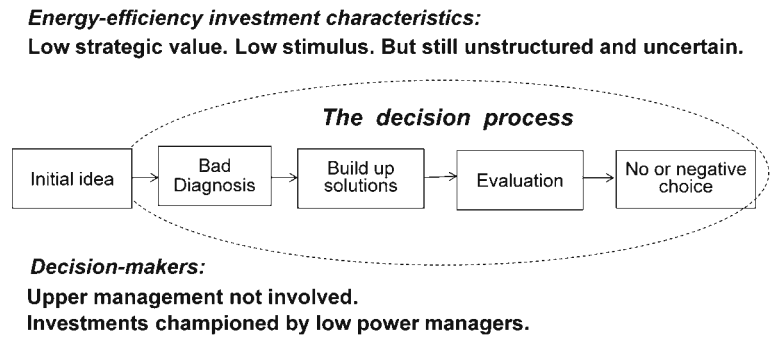 Energy-efficiency investment characteristics:
Low strategic value. Low stimulus. But still unstructured and uncertain.
The decision process
Initial idea
Bad
Diagnosis
Build up
solutions
Evaluation
No or negative
choice
Decision-makers:
Upper management not involved.
Investments championed by low power managers.